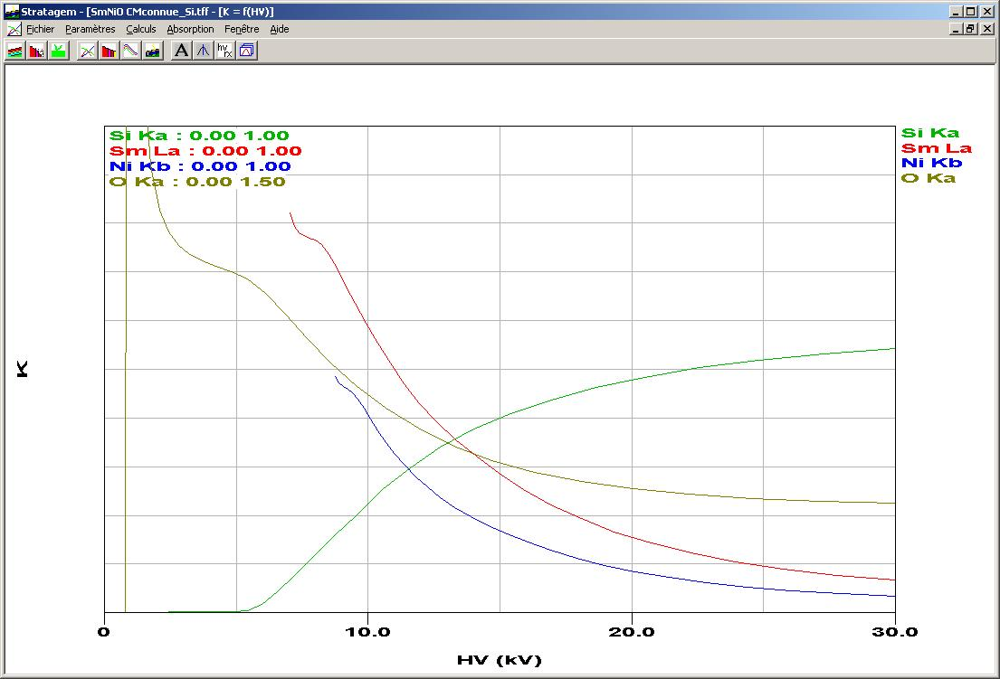 Stratagem - [SmNiO CMconnue_Si.tff - [K = f(HV)]
Fichier Paramètres Calculs Absorption Fenêtre Aide
A hv rx
Si Ka : 0.00 1.00
Sm La : 0.00 1.00
Ni Kb : 0.00 1.00
O Ka : 0.00 1.50
Si Ka
Sm La
Ni Kb
O Ka
K
0 10.0 20.0 30.0
HV (kV)